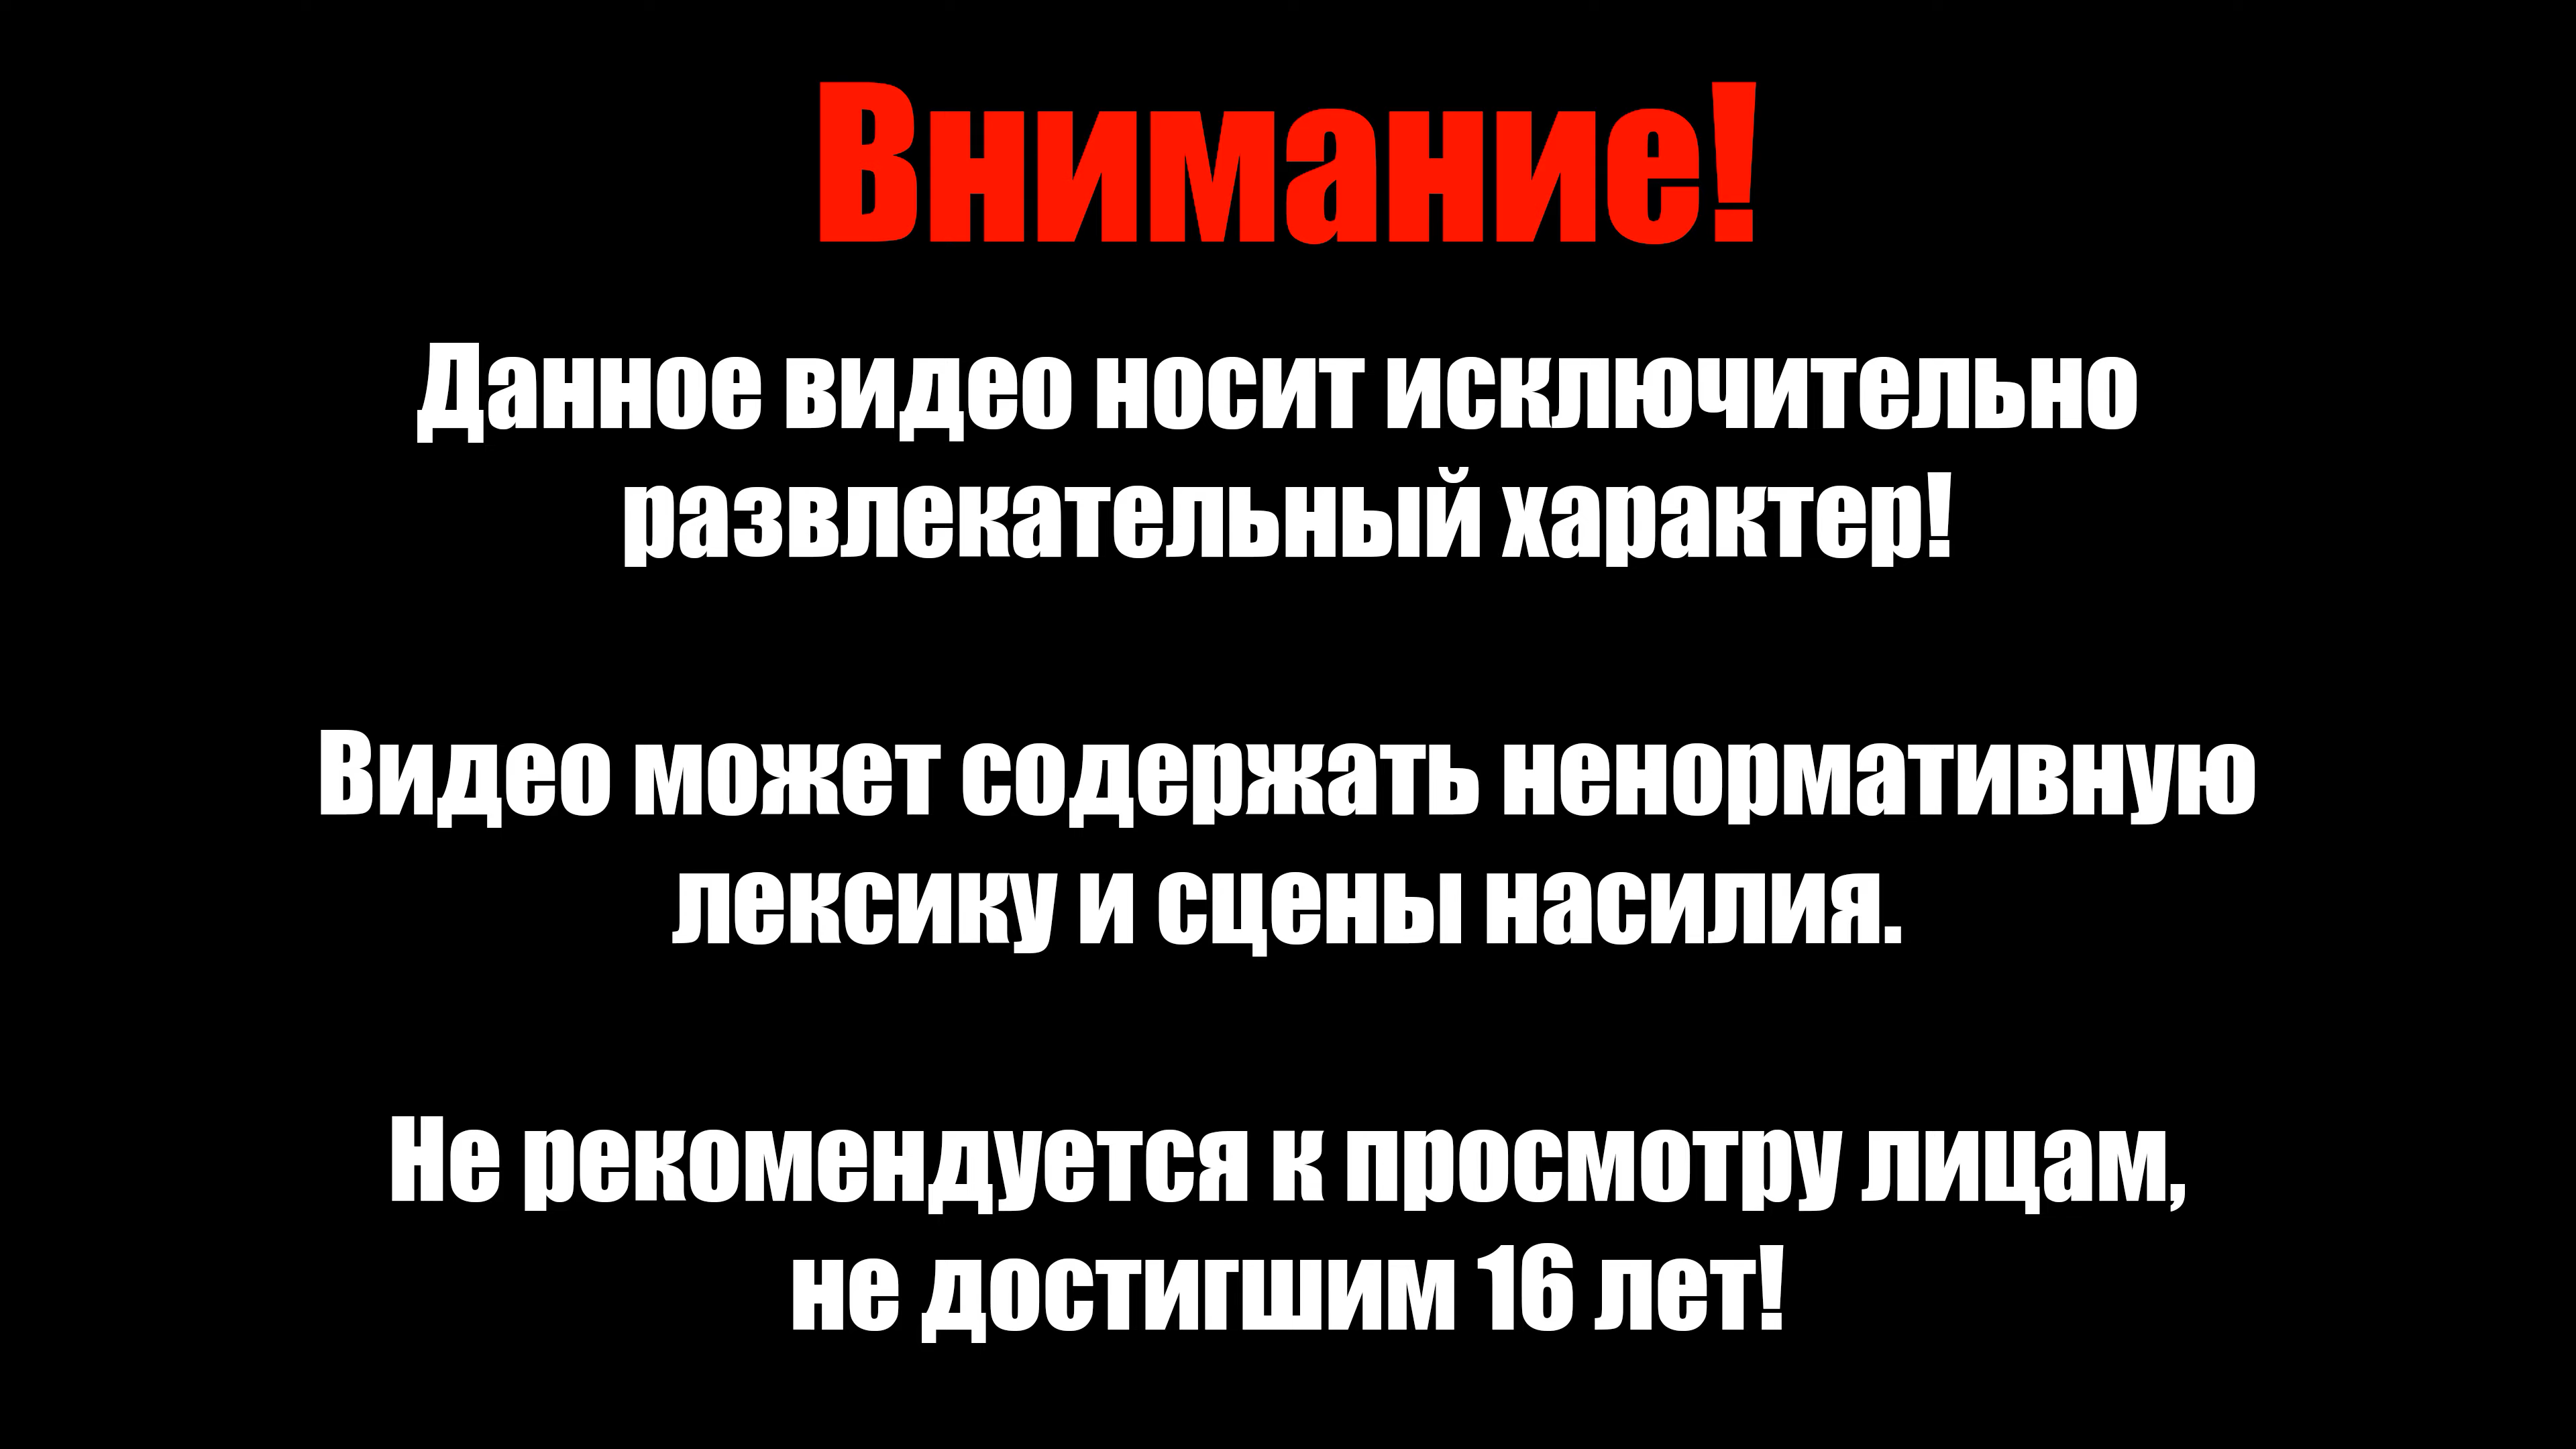 Внимание!
Данное видео носит исключительно
развлекательный характер!
Видео может содержать ненормативную
лексику и сцены насилия.
Не рекомендуется к просмотру лицам,
не достигшим 16 лет!